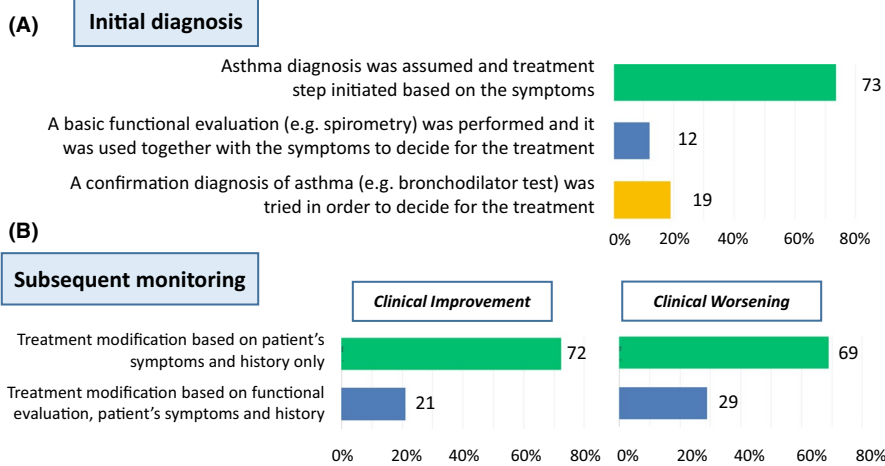 (A)
Initial diagnosis
Asthma diagnosis was assumed and treatment
step initiated based on the symptoms
73
A basic functional evaluation (e.g. spirometry) was performed and it
was used together with the symptoms to decide for the treatment
12
A confirmation diagnosis of asthma (e.g. bronchodilator test) was
tried in order to decide for the treatment
19
0% 20% 40% 60% 80%
(B)
Subsequent monitoring
Clinical Improvement
Clinical Worsening
Treatment modification based on patient's
symptoms and history only
72
69
Treatment modification based on functional
evaluation, patient's symptoms and history
21
29
0% 20% 40% 60% 80%
0% 20% 40% 60% 80%